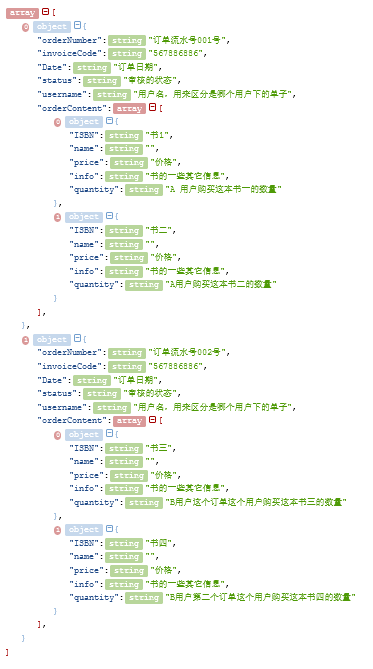 array [
0 object {
"orderNumber": string "订单流水号001号",
"invoiceCode": string "567886886",
"Date": string "订单日期",
"status": string "审核的状态",
"username": string "用户名，用来区分是哪个用户下的单子",
"orderContent": array [
0 object {
"ISBN": string "书1",
"name": string "",
"price": string "价格",
"info": string "书的一些其它信息",
"quantity": string "A 用户购买这本书一的数量"
},
1 object {
"ISBN": string "书二",
"name": string "",
"price": string "价格",
"info": string "书的一些其它信息",
"quantity": string "A用户购买这本书二的数量"
}
],
},
1 object {
"orderNumber": string "订单流水号002号",
"invoiceCode": string "567886886",
"Date": string "订单日期",
"status": string "审核的状态",
"username": string "用户名，用来区分是哪个用户下的单子",
"orderContent": array [
0 object {
"ISBN": string "书三",
"name": string "",
"price": string "价格",
"info": string "书的一些其它信息",
"quantity": string "B用户这个订单这个用户购买这本书三的数量"
},
1 object {
"ISBN": string "书四",
"name": string "",
"price": string "价格",
"info": string "书的一些其它信息",
"quantity": string "B用户第二个订单这个用户购买这本书四的数量"
}
],
}
]